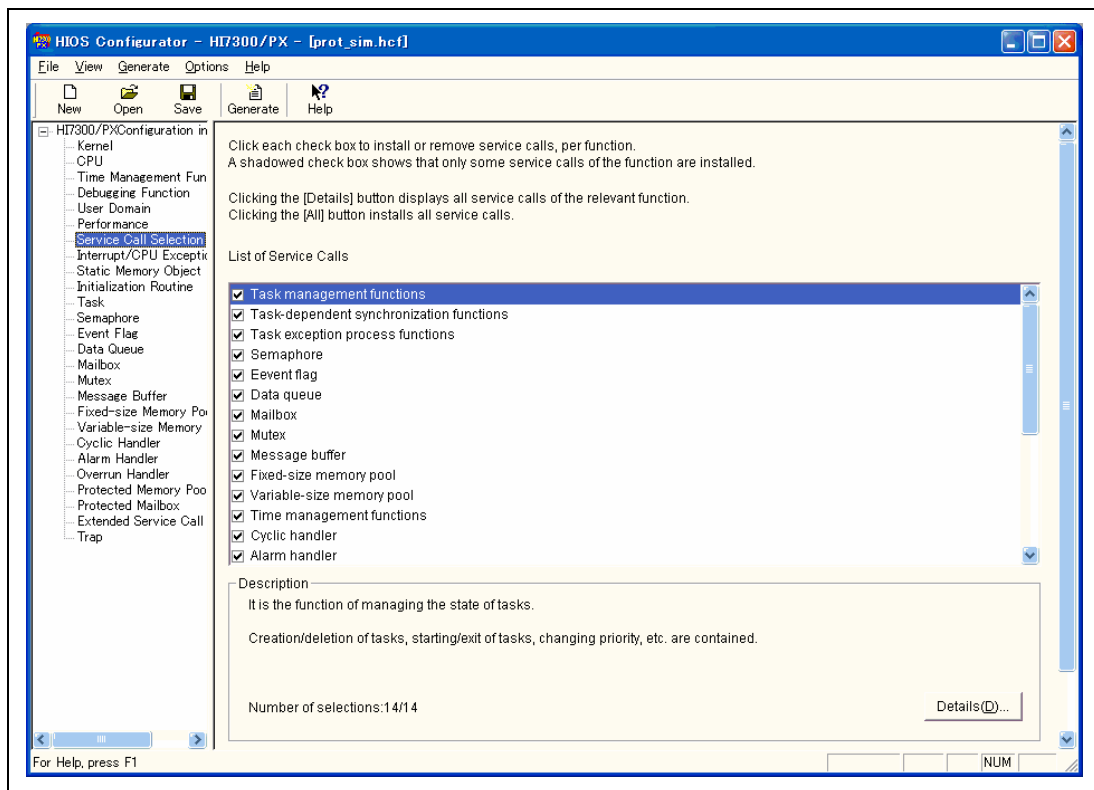 HIOS Configurator - HI7300/PX - [prot_sim.hcf]
File View Generate Options Help
New Open Save Generate Help
HI7300/PXConfiguration in
Kernel
CPU
Time Management Fun
Debugging Function
User Domain
Performance
Service Call Selection
Interrupt/CPU Exceptic
Static Memory Object
Initialization Routine
Task
Semaphore
Event Flag
Data Queue
Mailbox
Mutex
Message Buffer
Fixed-size Memory Poo
Variable-size Memory
Cyclic Handler
Alarm Handler
Overrun Handler
Protected Memory Poo
Protected Mailbox
Extended Service Call
Trap
Click each check box to install or remove service calls, per function.
A shadowed check box shows that only some service calls of the function are installed.
Clicking the [Details] button displays all service calls of the relevant function.
Clicking the [All] button installs all service calls.
List of Service Calls
Task management functions
Task-dependent synchronization functions
Task exception process functions
Semaphore
Eevent flag
Data queue
Mailbox
Mutex
Message buffer
Fixed-size memory pool
Variable-size memory pool
Time management functions
Cyclic handler
Alarm handler
Description
It is the function of managing the state of tasks.
Creation/deletion of tasks, starting/exit of tasks, changing priority, etc. are contained.
Number of selections:14/14
Details(D)...
For Help, press F1
NUM